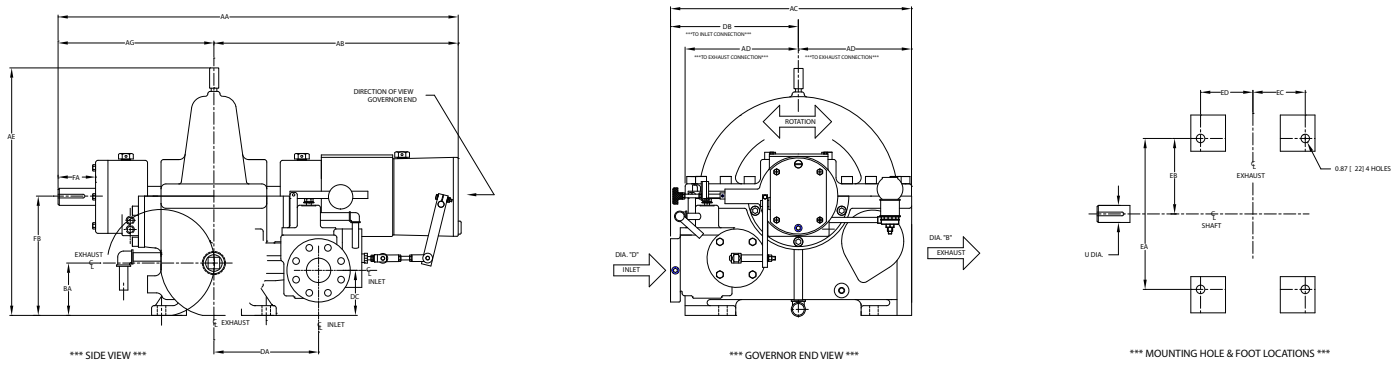 AA
AG
AB
AE
DIRECTION OF VIEW
GOVERNOR END
FA
FB
BA
EXHAUST
C
L
DC
C
L
INLET
C
L
EXHAUST
C
L
INLET
DA
*** SIDE VIEW ***
AC
DB
***TO INLET CONNECTION***
AD
AD
***TO EXHAUST CONNECTION***
***TO EXHAUST CONNECTION***
ROTATION
DIA. "D"
INLET
DIA. "B"
EXHAUST
*** GOVERNOR END VIEW ***
ED
EC
EB
EA
C
L
EXHAUST
0.87 [ 22] 4 HOLES
C
L
SHAFT
U DIA.
*** MOUNTING HOLE & FOOT LOCATIONS ***